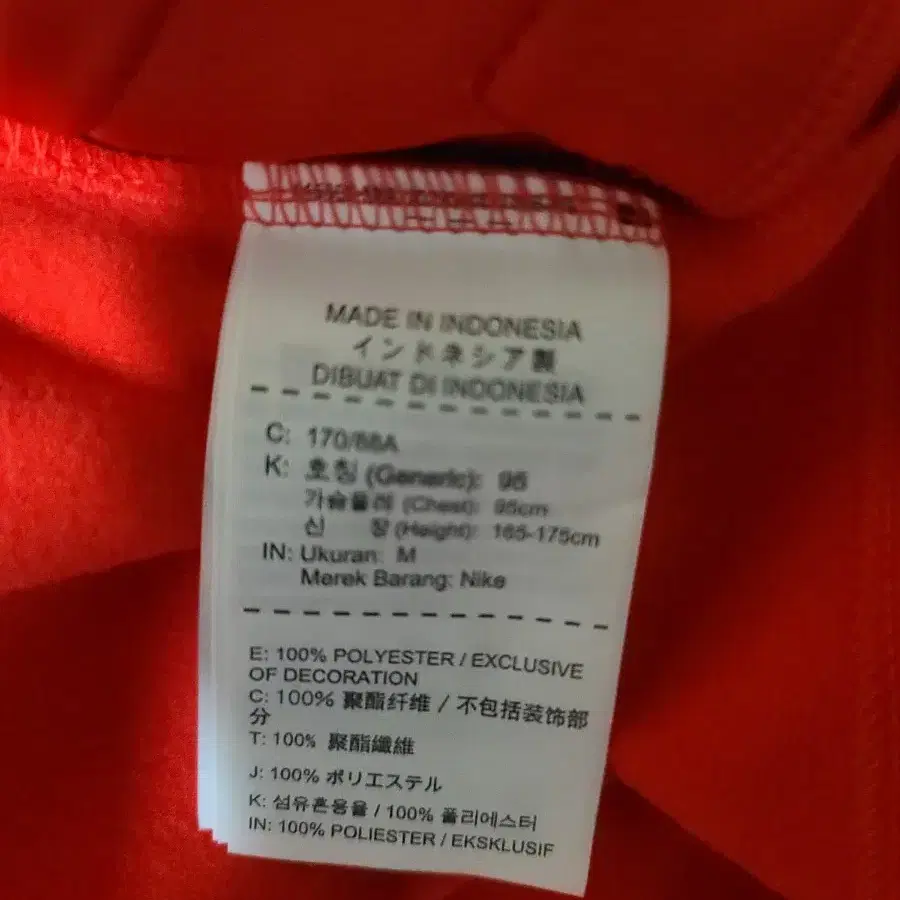 MADE IN INDONESIA
インドネシア製
DIBUAT DI INDONESIA
C: 170/88A
K: 호칭 (Generic): 95
가슴둘레 (Chest): 95cm
신 장 (Height): 165-175cm
IN: Ukuran: M
Merek Barang: Nike
E: 100% POLYESTER / EXCLUSIVE
OF DECORATION
C: 100% 聚酯纤维 / 不包括装饰部
分
T: 100% 聚酯纖維
J: 100% ポリエステル
K: 섬유혼용율 / 100% 폴리에스터
IN: 100% POLIESTER / EKSKLUSIF